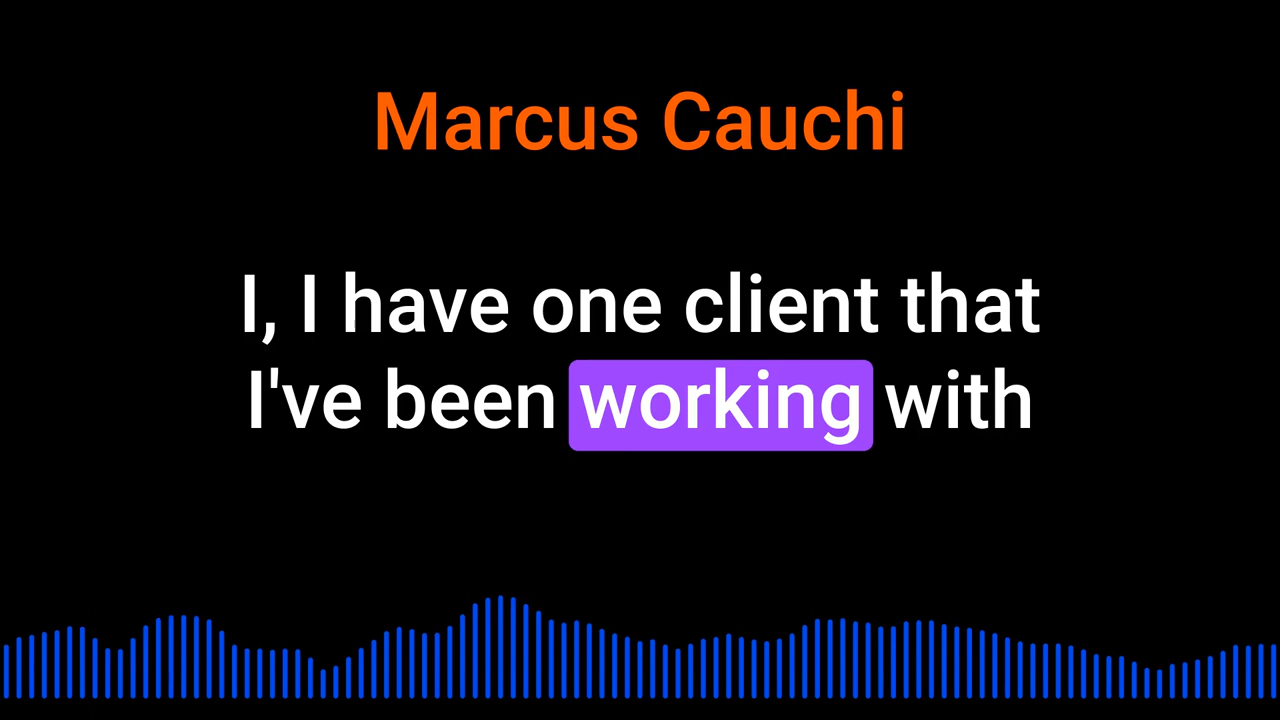 Marcus Cauchi
I, I have one client that
I've been working with